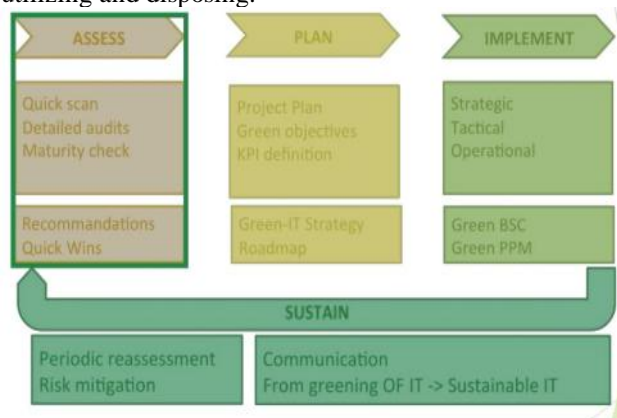 utilizing and disposing.
ASSESS
Quick scan
Detailed audits
Maturity check
Recommandations
Quick Wins
PLAN
Project Plan
Green objectives
KPI definition
Green-IT Strategy
Roadmap
IMPLEMENT
Strategic
Tactical
Operational
Green BSC
Green PPM
SUSTAIN
Periodic reassessment
Risk mitigation
Communication
From greening OF IT -> Sustainable IT